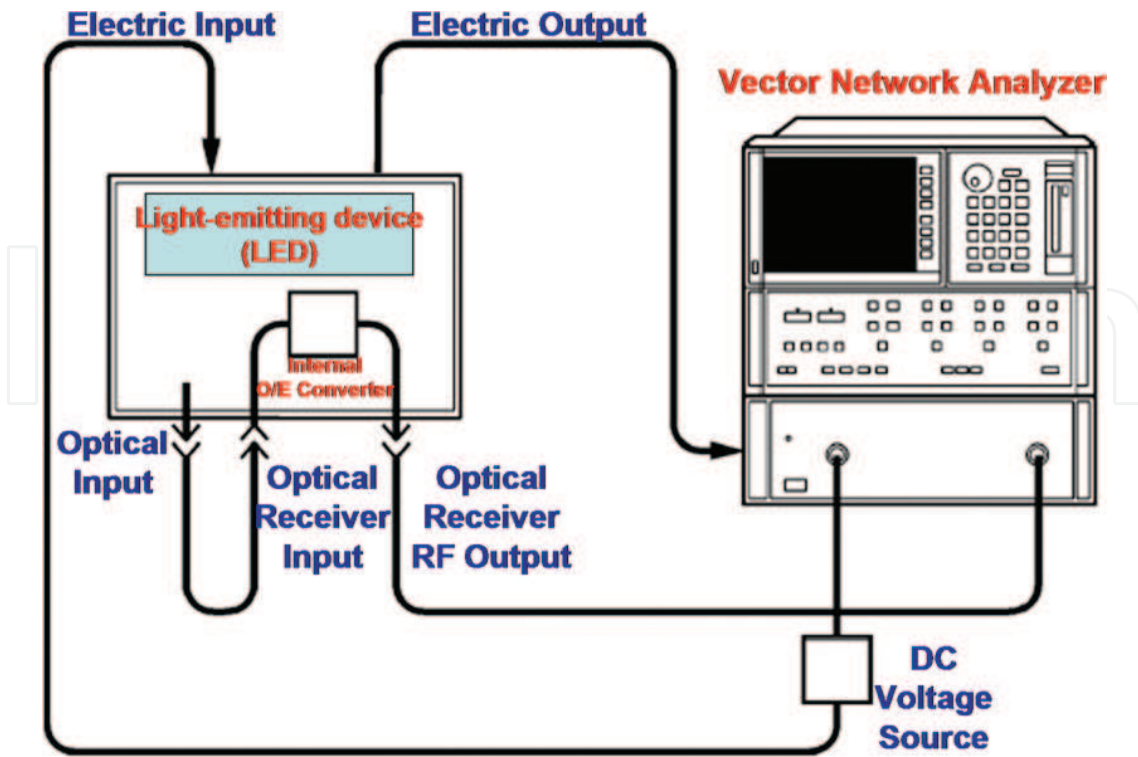 Electric Input
Electric Output
Vector Network Analyzer
Light-emitting device
(LED)
Internal
O/E Converter
Optical
Input
Optical
Receiver
Input
Optical
Receiver
RF Output
DC
Voltage
Source